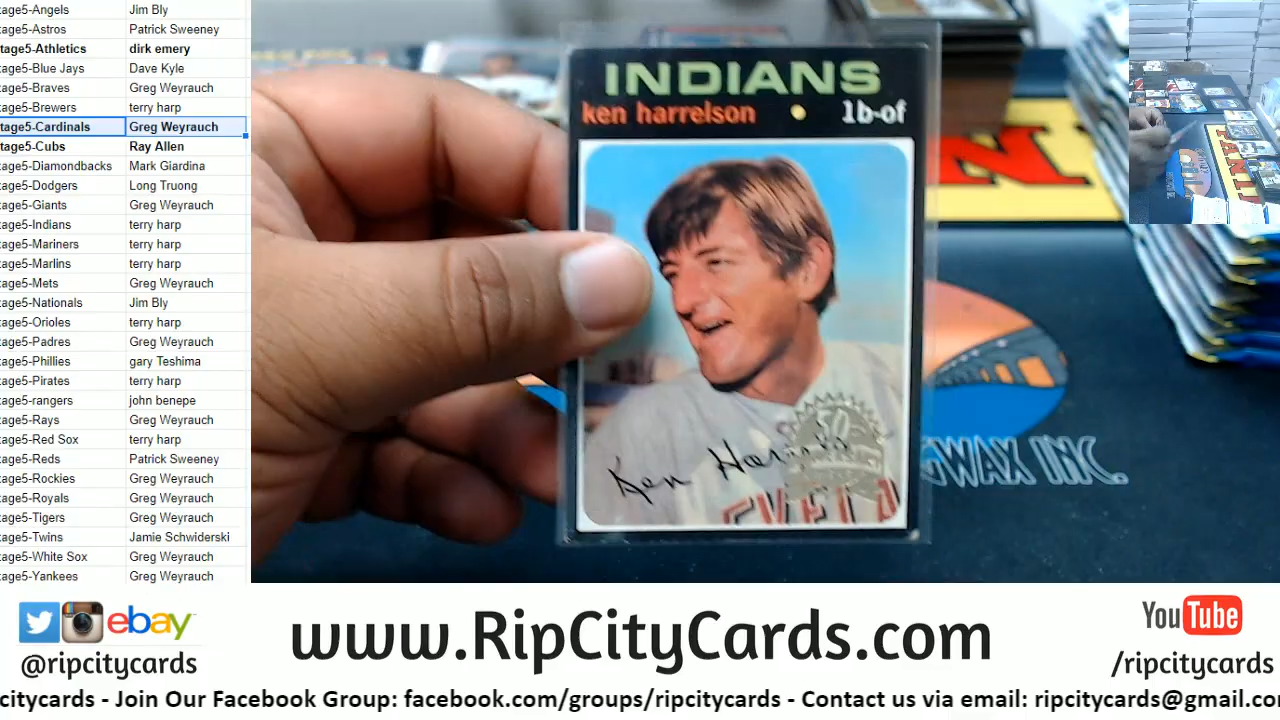 tage5-Angels Jim Bly
tage5-Astros Patrick Sweeney
tage5-Athletics dirk emery
tage5-Blue Jays Dave Kyle
tage5-Braves Greg Weyrauch
tage5-Brewers terry harp
tage5-Cardinals Greg Weyrauch
tage5-Cubs Ray Allen
tage5-Diamondbacks Mark Giardina
tage5-Dodgers Long Truong
tage5-Giants Greg Weyrauch
tage5-Indians terry harp
tage5-Mariners terry harp
tage5-Marlins terry harp
tage5-Mets Greg Weyrauch
tage5-Nationals Jim Bly
tage5-Orioles terry harp
tage5-Padres Greg Weyrauch
tage5-Phillies gary Teshima
tage5-Pirates terry harp
tage5-rangers john benepe
tage5-Rays Greg Weyrauch
tage5-Red Sox terry harp
tage5-Reds Patrick Sweeney
tage5-Rockies Greg Weyrauch
tage5-Royals Greg Weyrauch
tage5-Tigers Greg Weyrauch
tage5-Twins Jamie Schwiderski
tage5-White Sox Greg Weyrauch
tage5-Yankees Greg Weyrauch
INDIANS
ken harrelson • 1b-of
50
Ken Harrelson
CLEVELA
WAX INC.
ebay
@ripcitycards
www.RipCityCards.com
YouTube
/ripcitycards
citycards - Join Our Facebook Group: facebook.com/groups/ripcitycards - Contact us via email: ripcitycards@gmail.co